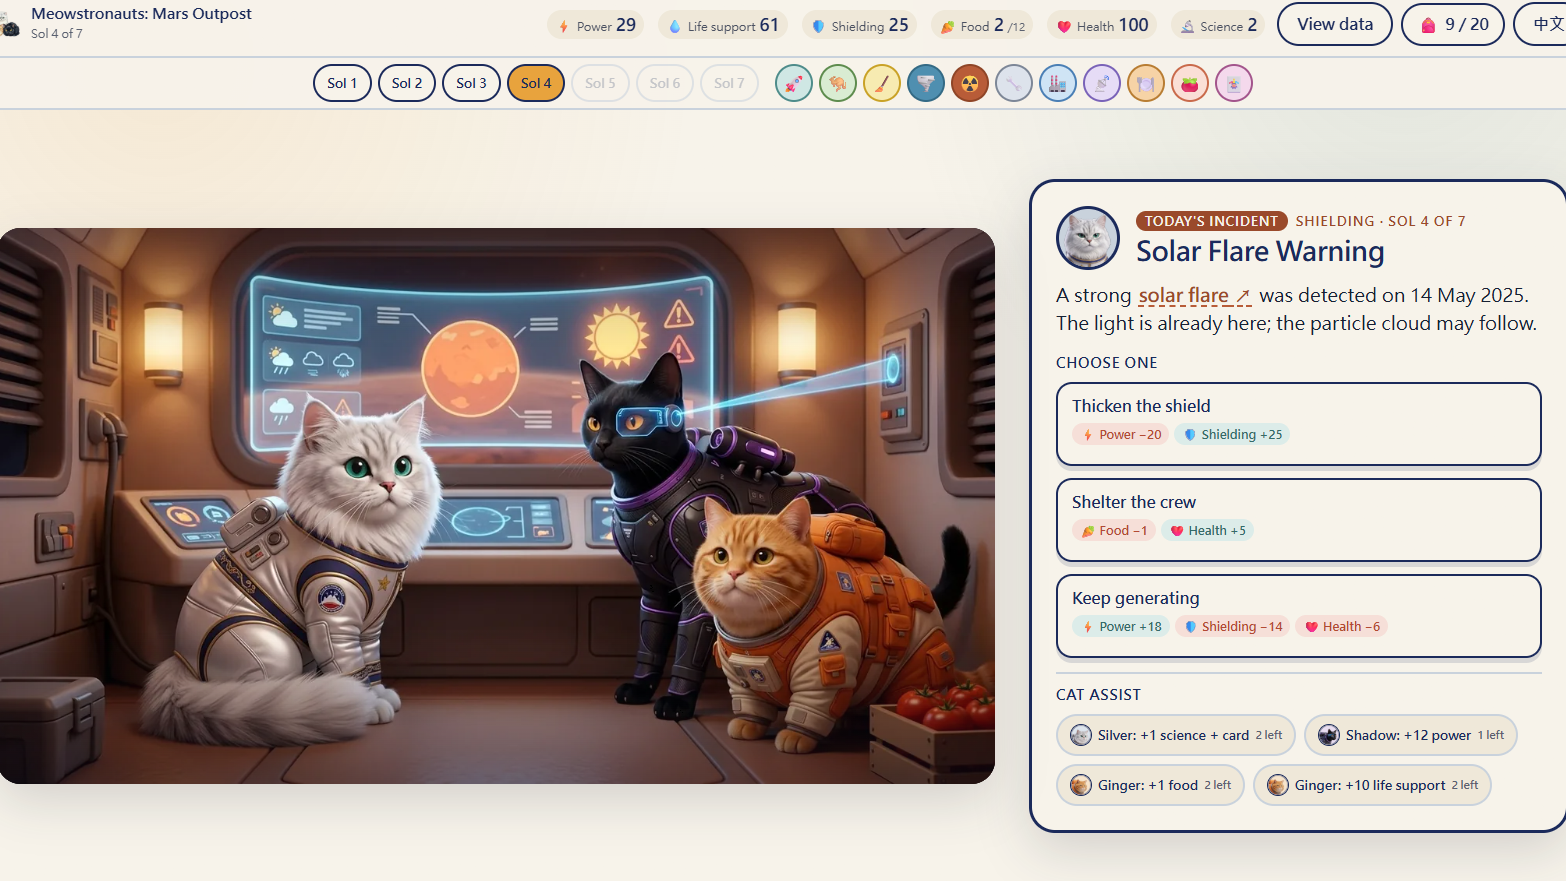 Meowstronauts: Mars Outpost
Sol 4 of 7
Power 29
Life support 61
Shielding 25
Food 2 /12
Health 100
Science 2
View data
9 / 20
中文
Sol 1
Sol 2
Sol 3
Sol 4
Sol 5
Sol 6
Sol 7
TODAY'S INCIDENT SHIELDING · SOL 4 OF 7
Solar Flare Warning
A strong solar flare ↗ was detected on 14 May 2025.
The light is already here; the particle cloud may follow.
CHOOSE ONE
Thicken the shield
Power −20 Shielding +25
Shelter the crew
Food −1 Health +5
Keep generating
Power +18 Shielding −14 Health −6
CAT ASSIST
Silver: +1 science + card 2 left
Shadow: +12 power 1 left
Ginger: +1 food 2 left
Ginger: +10 life support 2 left